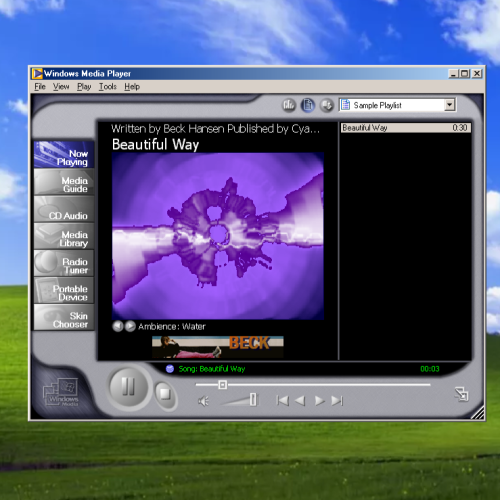 Windows Media Player
File View Play Tools Help
Sample Playlist
Written by Beck Hansen Published by Cya...
Beautiful Way
Beautiful Way 0:30
Now
Playing
Media
Guide
CD Audio
Media
Library
Radio
Tuner
Portable
Device
Skin
Chooser
Ambience: Water
BECK
Song: Beautiful Way 00:03
Windows
Media